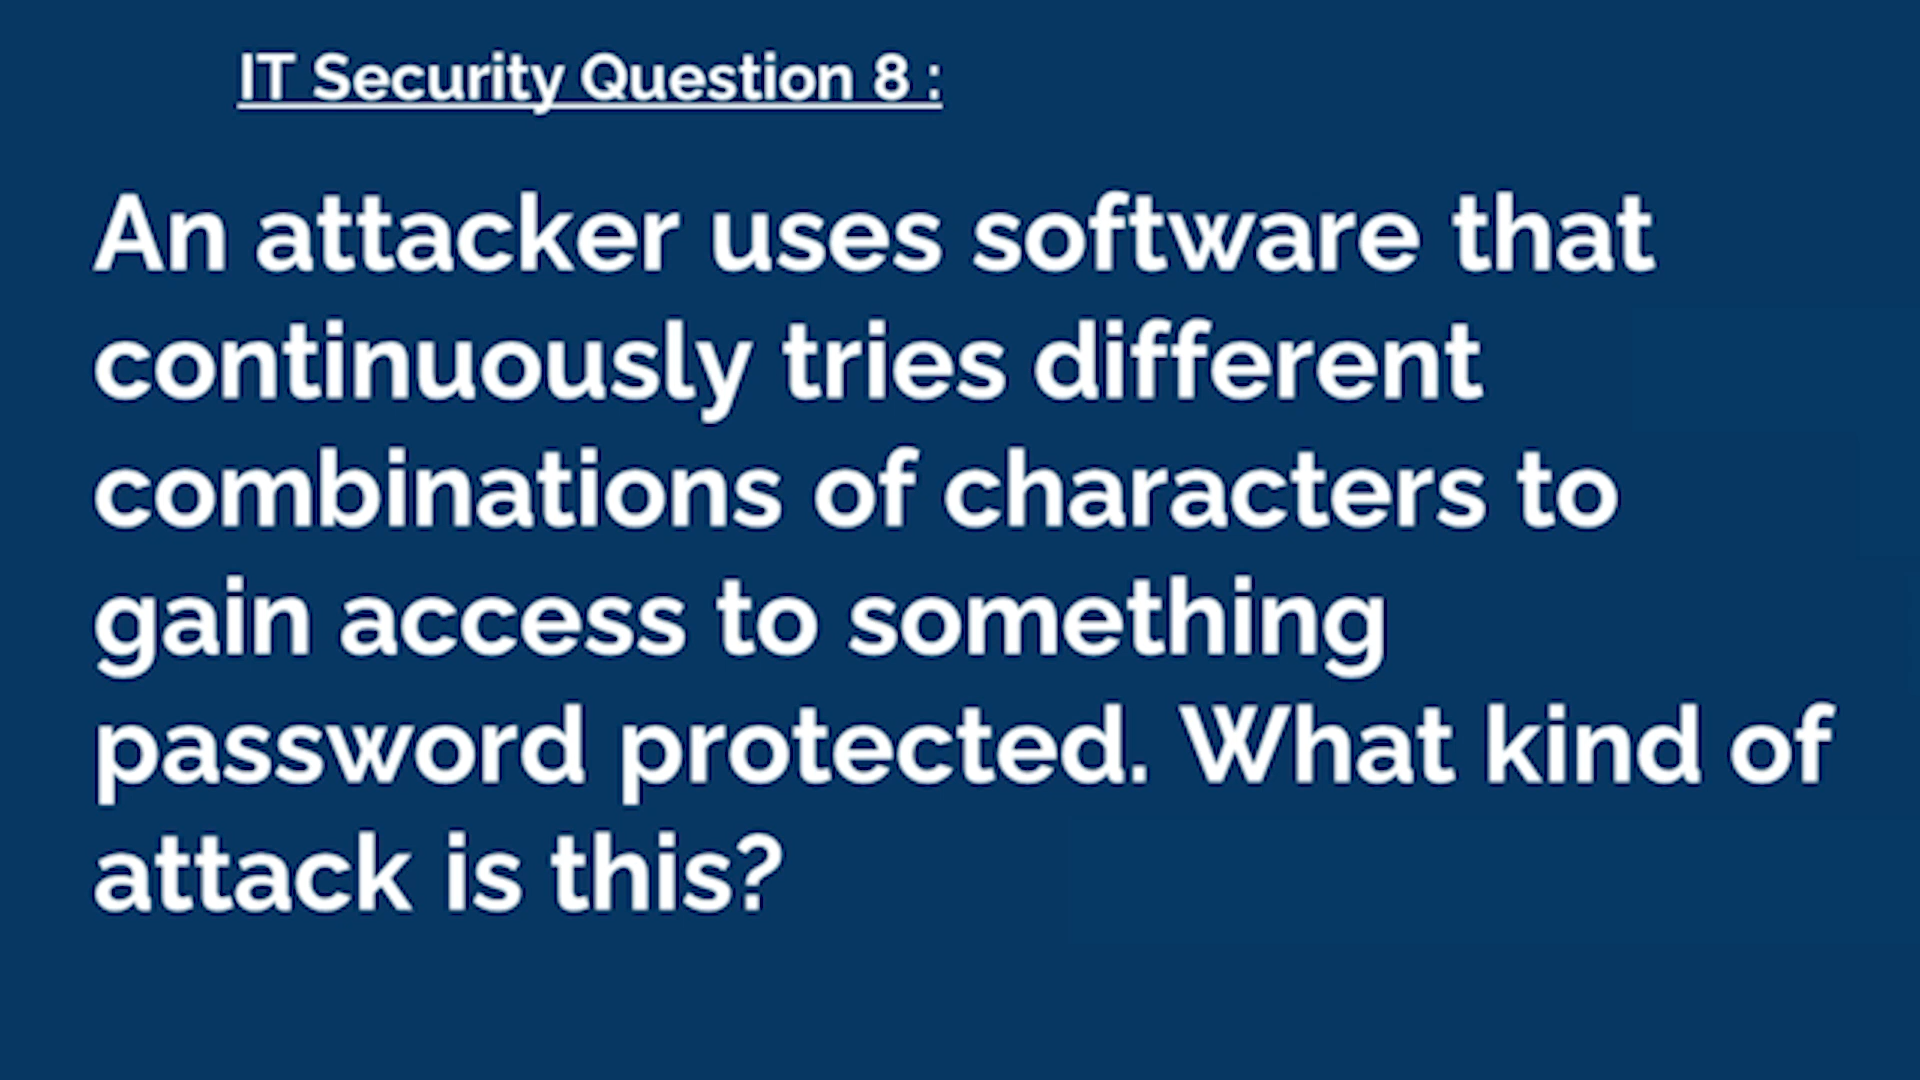 IT Security Question 8 :
An attacker uses software that
continuously tries different
combinations of characters to
gain access to something
password protected. What kind of
attack is this?